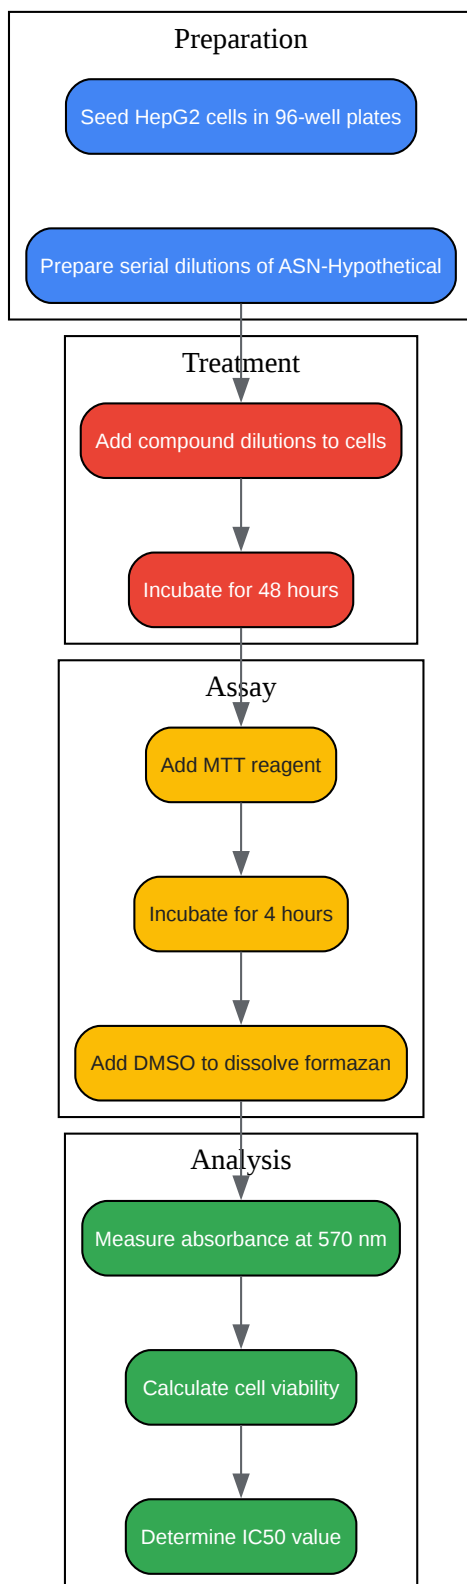 Preparation
Seed HepG2 cells in 96-well plates
Prepare serial dilutions of ASN-Hypothetical
Treatment
Add compound dilutions to cells
Incubate for 48 hours
Assay
Add MTT reagent
Incubate for 4 hours
Add DMSO to dissolve formazan
Analysis
Measure absorbance at 570 nm
Calculate cell viability
Determine IC50 value